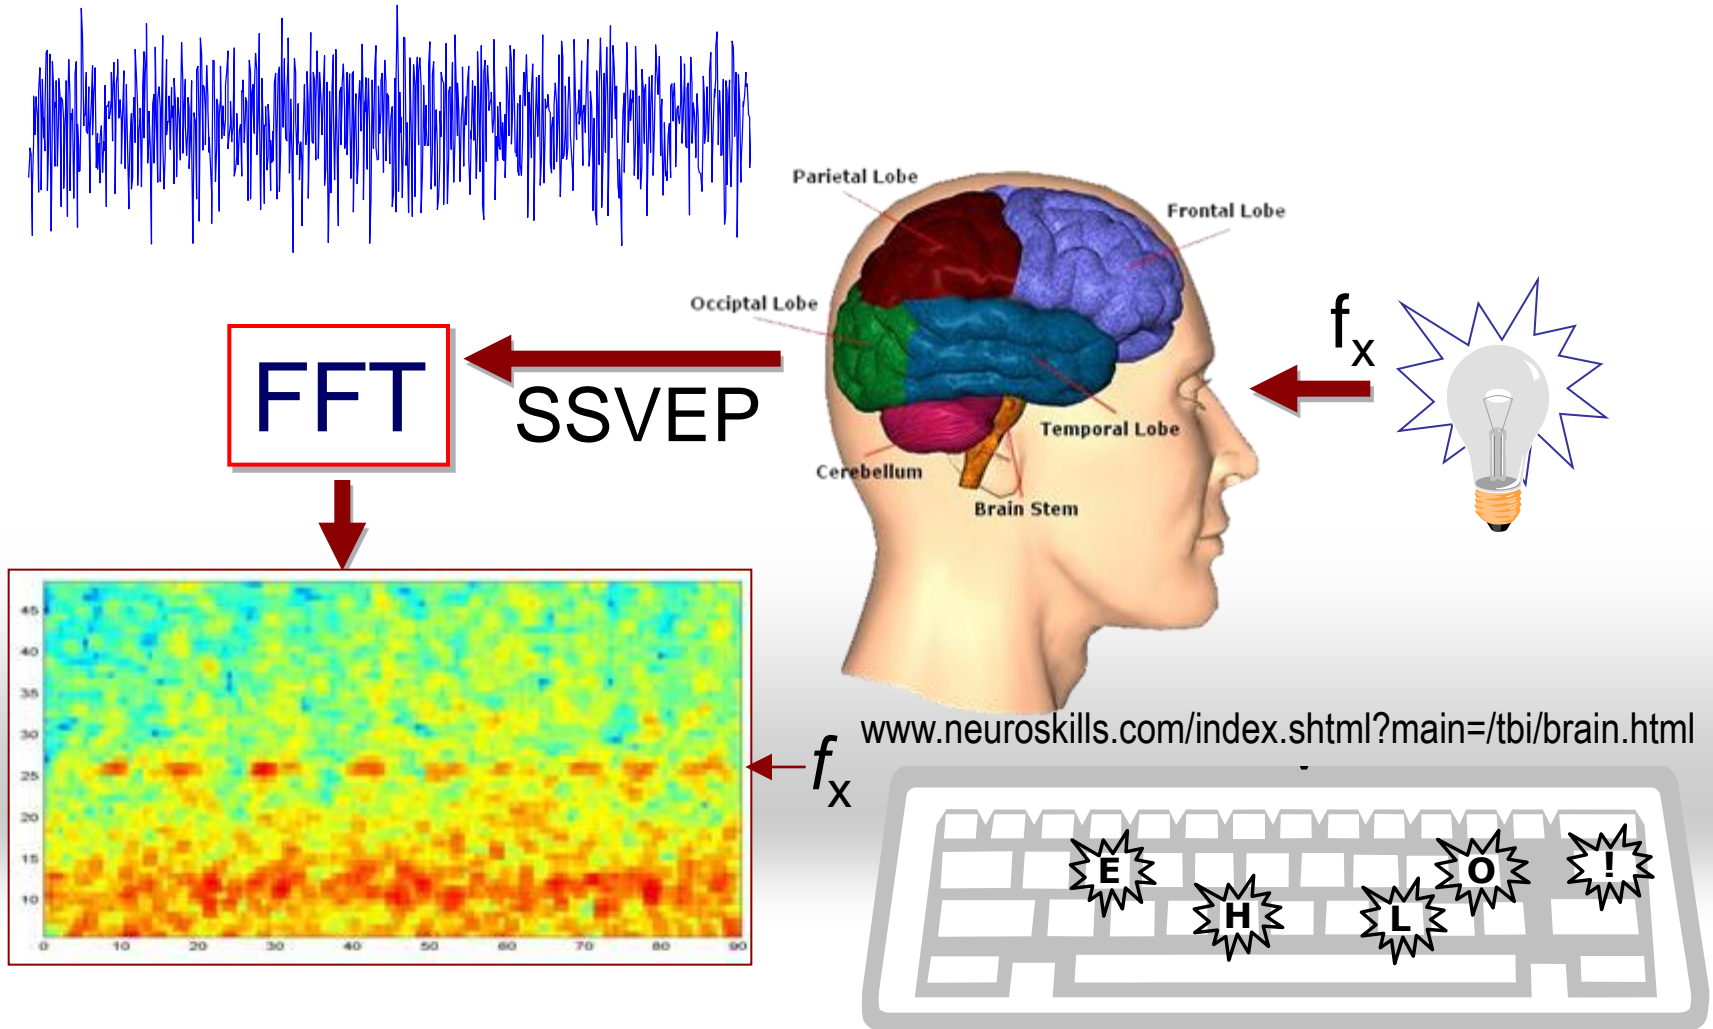 Parietal Lobe
Frontal Lobe
Occiptal Lobe
fx
FFT
SSVEP
Temporal Lobe
Cerebellum
Brain Stem
45
40
35
30
25
20
15
10
0 10 20 30 40 50 60 70 80 90
fx
www.neuroskills.com/index.shtml?main=/tbi/brain.html
E O !
H L